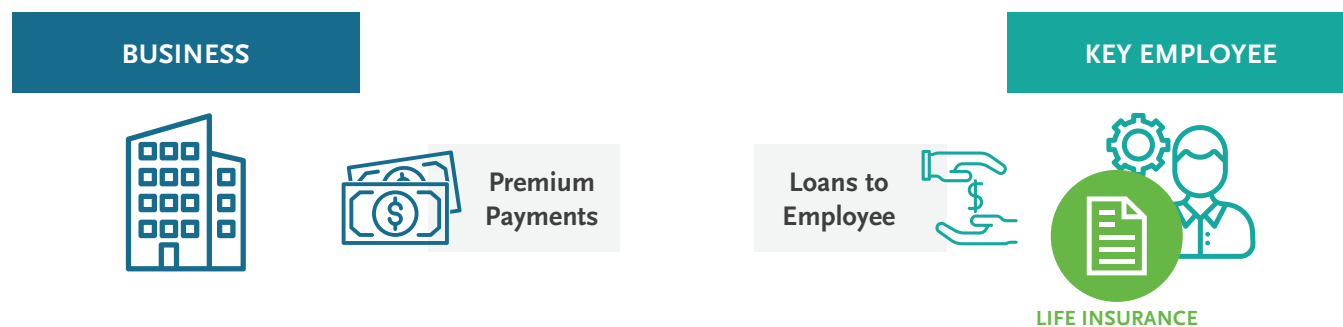 BUSINESS
KEY EMPLOYEE
Premium
Payments
Loans to
Employee
LIFE INSURANCE